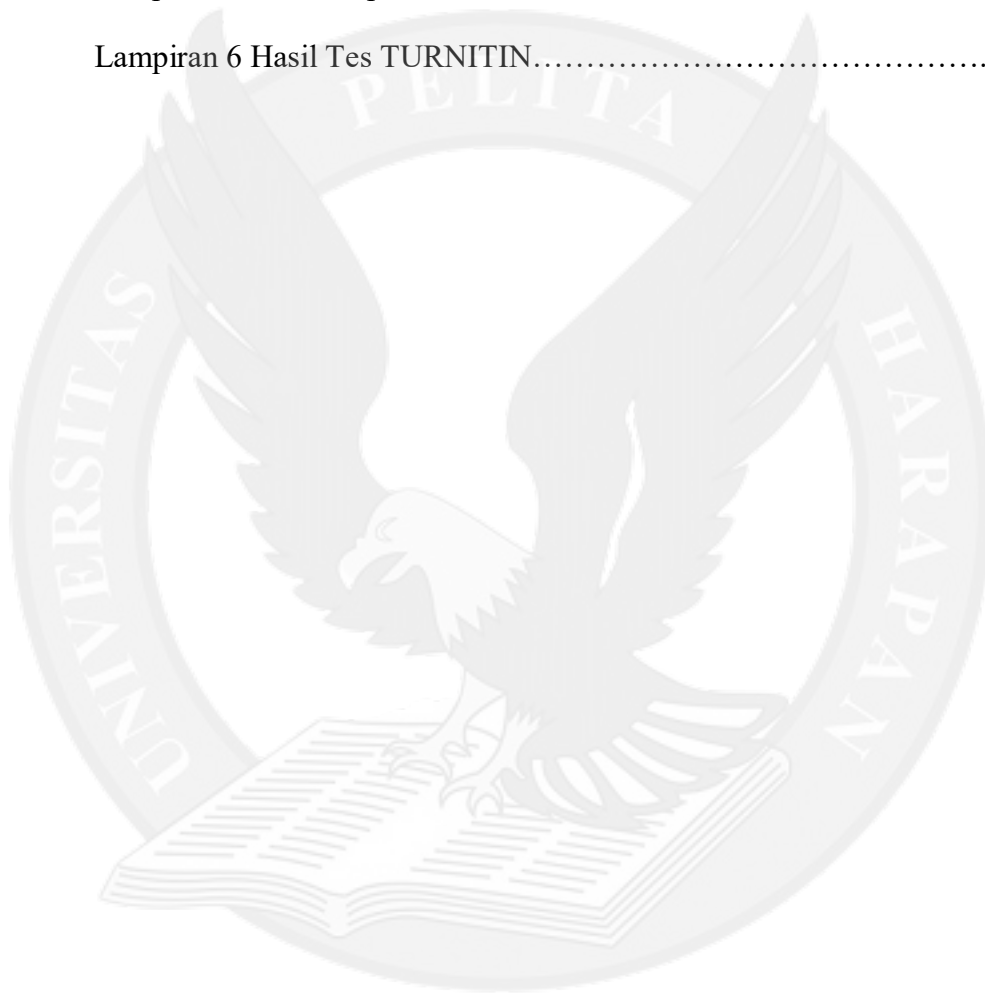 Lampiran 6 Hasil Tes TURNITIN……………………………………..
UNIVERSITAS PELITA HARAPAN